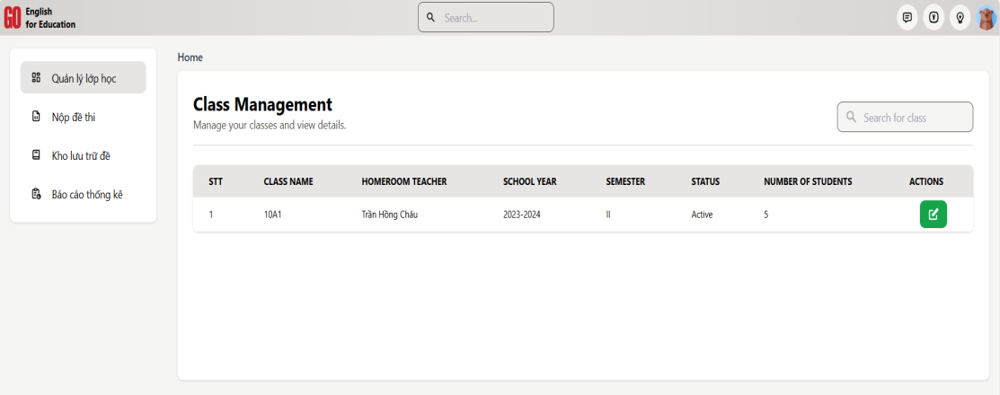 GO English
for Education
Search...
Quản lý lớp học
Nộp đề thi
Kho lưu trữ đề
Báo cáo thống kê
Home
Class Management
Manage your classes and view details.
Search for class
STT CLASS NAME HOMEROOM TEACHER SCHOOL YEAR SEMESTER STATUS NUMBER OF STUDENTS ACTIONS
1 10A1 Trần Hồng Châu 2023-2024 II Active 5